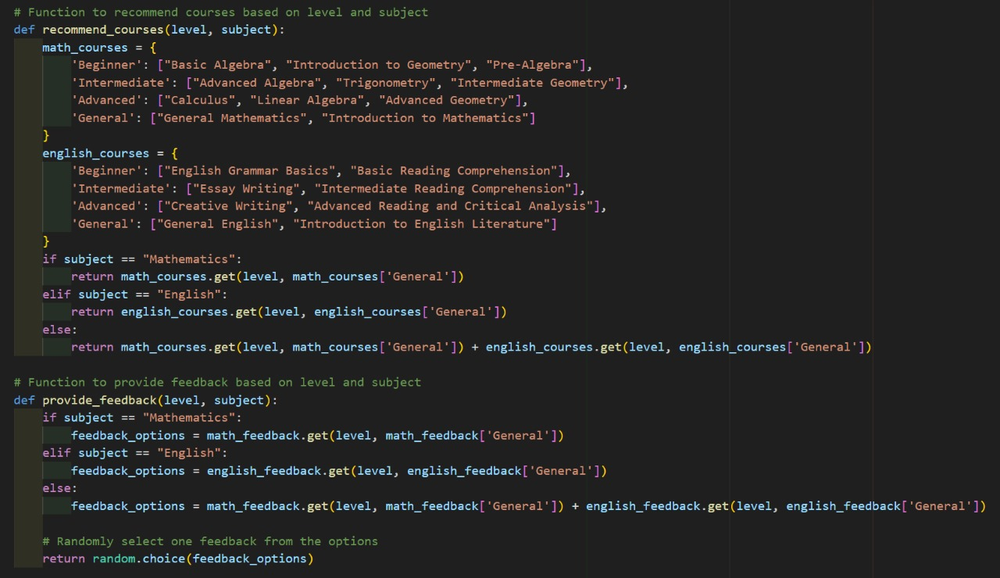 # Function to recommend courses based on level and subject
def recommend_courses(level, subject):
    math_courses = {
        'Beginner': ["Basic Algebra", "Introduction to Geometry", "Pre-Algebra"],
        'Intermediate': ["Advanced Algebra", "Trigonometry", "Intermediate Geometry"],
        'Advanced': ["Calculus", "Linear Algebra", "Advanced Geometry"],
        'General': ["General Mathematics", "Introduction to Mathematics"]
    }
    english_courses = {
        'Beginner': ["English Grammar Basics", "Basic Reading Comprehension"],
        'Intermediate': ["Essay Writing", "Intermediate Reading Comprehension"],
        'Advanced': ["Creative Writing", "Advanced Reading and Critical Analysis"],
        'General': ["General English", "Introduction to English Literature"]
    }
    if subject == "Mathematics":
        return math_courses.get(level, math_courses['General'])
    elif subject == "English":
        return english_courses.get(level, english_courses['General'])
    else:
        return math_courses.get(level, math_courses['General']) + english_courses.get(level, english_courses['General'])

# Function to provide feedback based on level and subject
def provide_feedback(level, subject):
    if subject == "Mathematics":
        feedback_options = math_feedback.get(level, math_feedback['General'])
    elif subject == "English":
        feedback_options = english_feedback.get(level, english_feedback['General'])
    else:
        feedback_options = math_feedback.get(level, math_feedback['General']) + english_feedback.get(level, english_feedback['General'])

    # Randomly select one feedback from the options
    return random.choice(feedback_options)